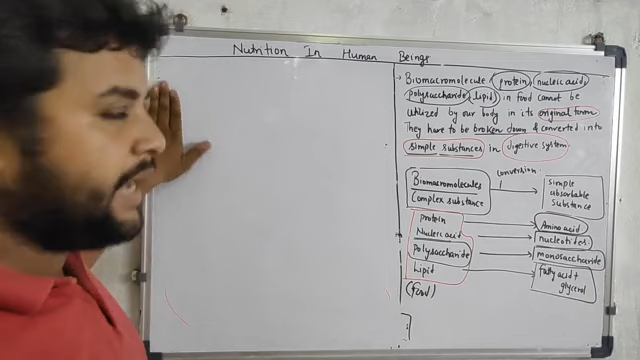 Nutrition In Human Beings
Biomacromolecule (protein, nucleic acid,
polysaccharide, lipid) in food cannot be
utilized by our body in its original form
They have to be broken down & converted into
simple substances in digestive system
conversion
Biomacromolecules
Complex substance
Simple
absorbable
substance
protein
Amino acid
Nucleic acid
nucleotides
Polysaccharide
monosaccharide
Lipid
fatty acid +
glycerol
(food)